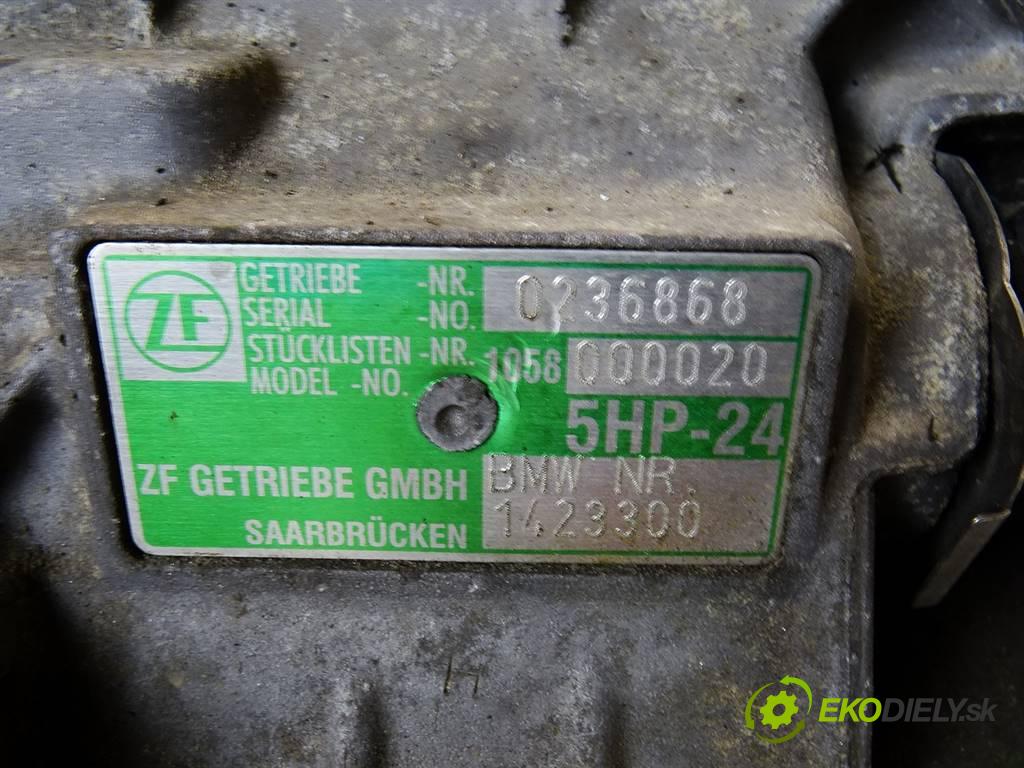 ZF
GETRIEBE -NR. 0236868
SERIAL -NO.
STÜCKLISTEN -NR. 1058 000020
MODEL -NO.
5HP-24
ZF GETRIEBE GMBH BMW NR.
SAARBRÜCKEN 1423300
EKODIELY.sk